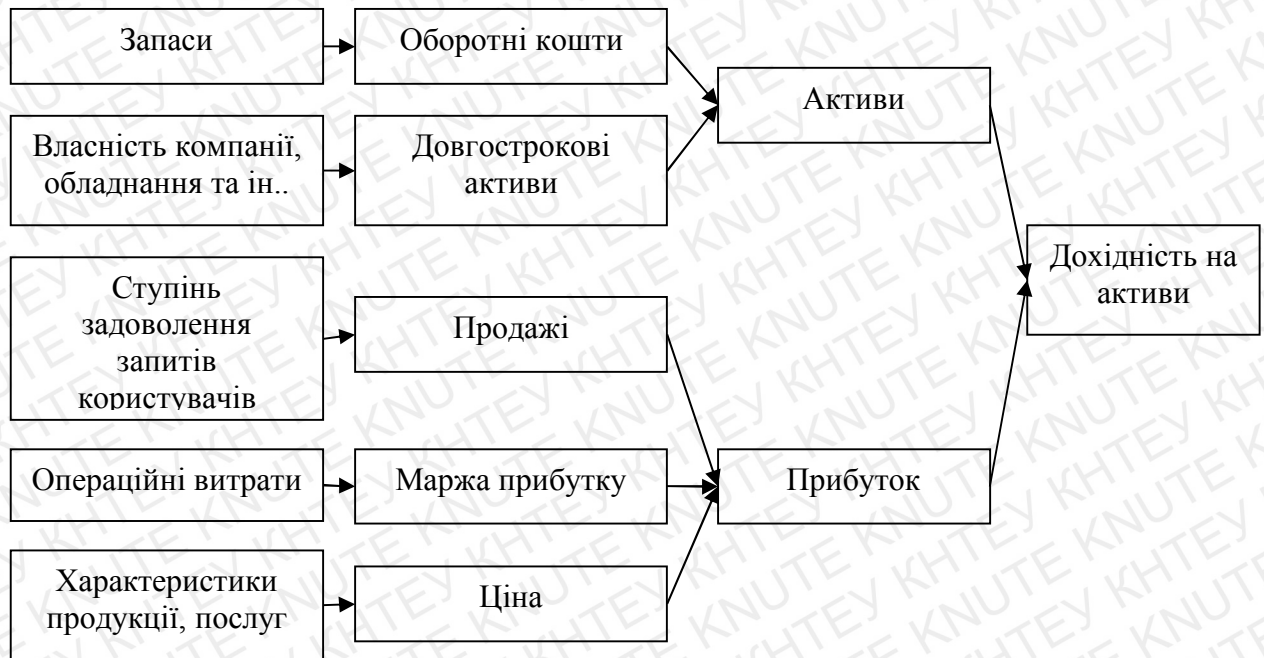 Запаси
Оборотні кошти
Активи
Власність компанії,
обладнання та ін..
Довгострокові
активи
Дохідність на
активи
Ступінь
задоволення
запитів
користувачів
Продажі
Операційні витрати
Маржа прибутку
Прибуток
Характеристики
продукції, послуг
Ціна